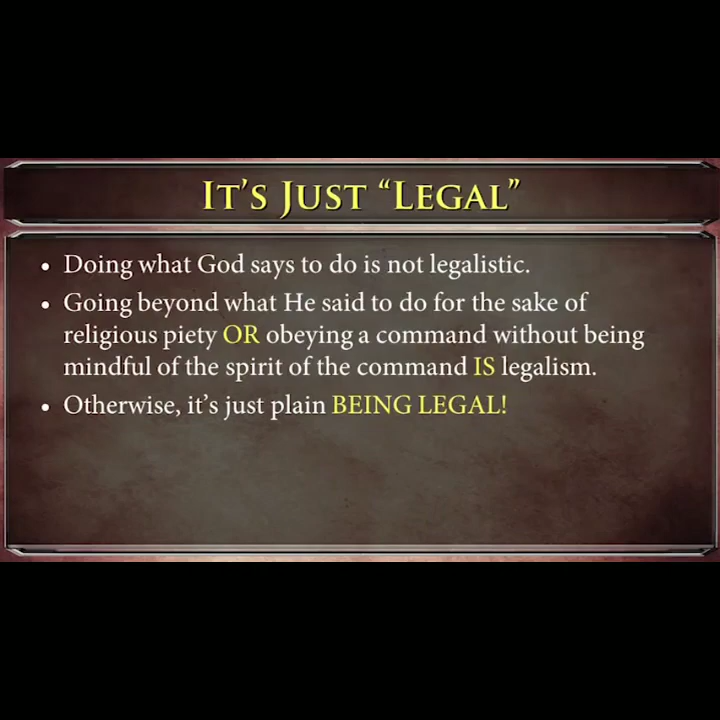 It's Just “Legal”
• Doing what God says to do is not legalistic.
• Going beyond what He said to do for the sake of
religious piety OR obeying a command without being
mindful of the spirit of the command IS legalism.
• Otherwise, it's just plain BEING LEGAL!